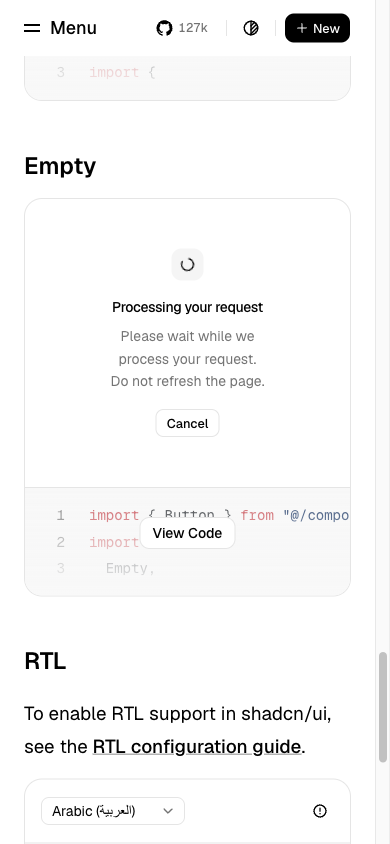 Menu
127k
New
3 import {
Empty
Processing your request
Please wait while we
process your request.
Do not refresh the page.
Cancel
1 import { Button } from "@/compo
2 import
View Code
3 Empty,
RTL
To enable RTL support in shadcn/ui,
see the RTL configuration guide.
Arabic (العربية)